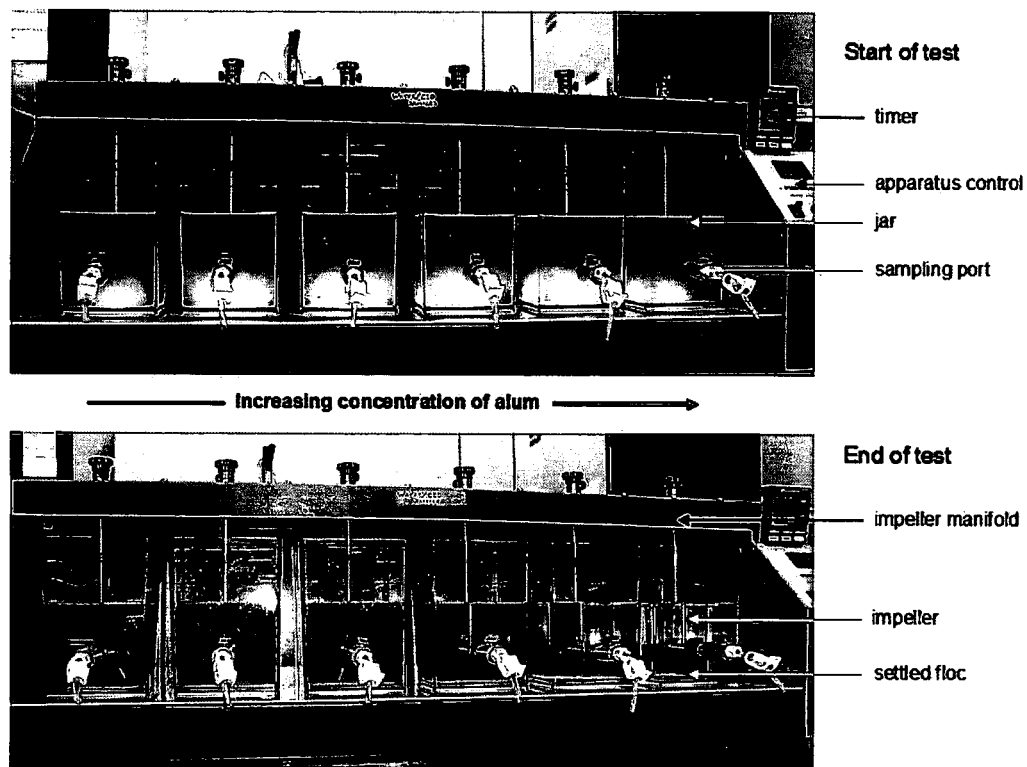 Start of test
timer
apparatus control
jar
sampling port
Increasing concentration of alum
End of test
impeller manifold
impeller
settled floc